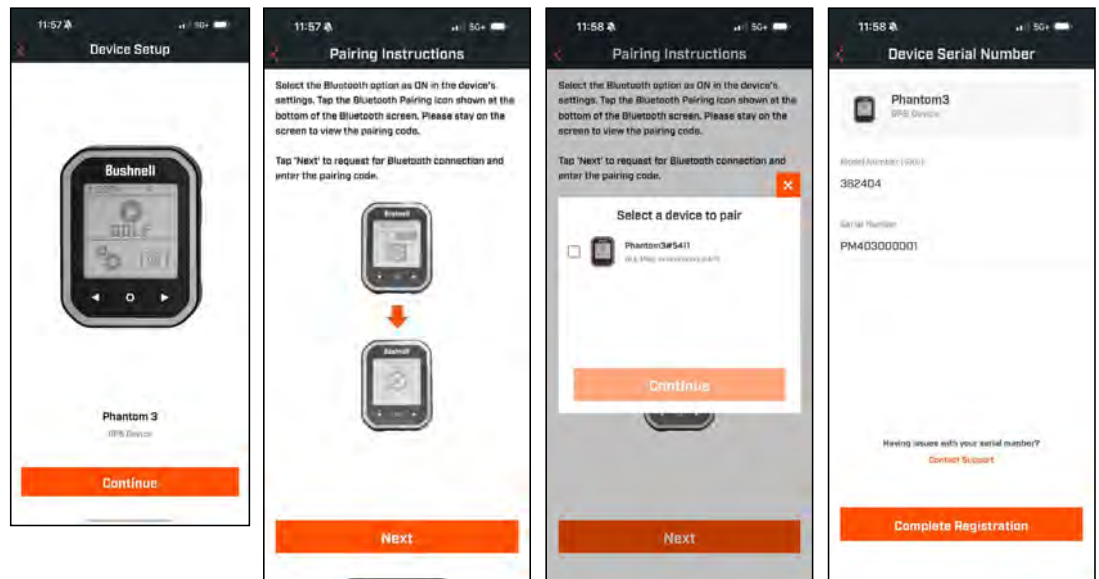 11:57
5G+
Device Setup
Bushnell
GOLF
Phantom 3
GPS Device
Continue
11:57
5G+
Pairing Instructions
Select the Bluetooth option as ON in the device's
settings. Tap the Bluetooth Pairing icon shown at the
bottom of the Bluetooth screen. Please stay on the
screen to view the pairing code.
Tap 'Next' to request for Bluetooth connection and
enter the pairing code.
Bushnell
Bushnell
Next
11:58
5G+
Pairing Instructions
Select the Bluetooth option as ON in the device's
settings. Tap the Bluetooth Pairing icon shown at the
bottom of the Bluetooth screen. Please stay on the
screen to view the pairing code.
Tap 'Next' to request for Bluetooth connection and
enter the pairing code.
Select a device to pair
Phantom3#5411
Continue
Next
11:58
5G+
Device Serial Number
Phantom3
GPS Device
Model Number (SKU)
362404
Serial Number
PM403000001
Having issues with your serial number?
Contact Support
Complete Registration